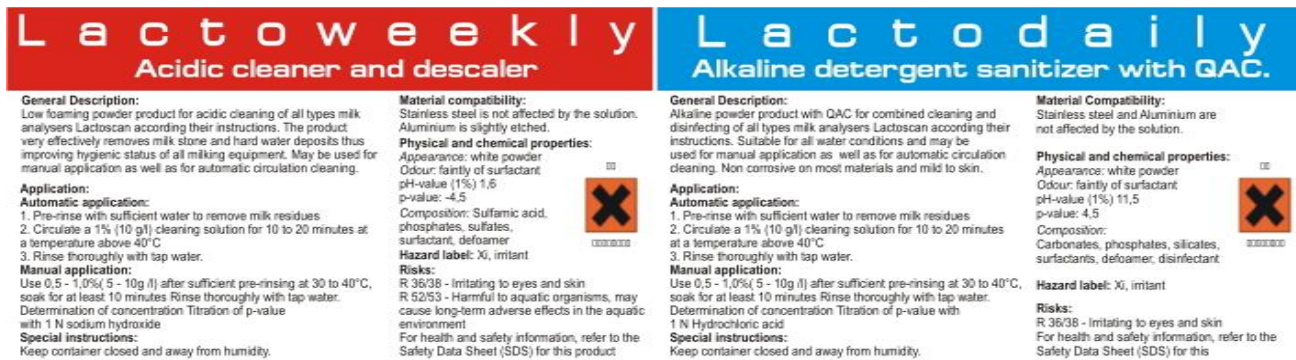 Lactoweekly
Acidic cleaner and descaler
General Description:
Low foaming powder product for acidic cleaning of all types milk
analysers Lactoscan according their instructions. The product
very effectively removes milk stone and hard water deposits thus
improving hygienic status of all milking equipment. May be used for
manual application as well as for automatic circulation cleaning.
Application:
Automatic application:
1. Pre-rinse with sufficient water to remove milk residues
2. Circulate a 1% (10 g/l) cleaning solution for 10 to 20 minutes at
a temperature above 40°C
3. Rinse thoroughly with tap water.
Manual application:
Use 0,5 - 1,0%( 5 - 10g /l) after sufficient pre-rinsing at 30 to 40°C,
soak for at least 10 minutes Rinse thoroughly with tap water.
Determination of concentration Titration of p-value
with 1 N sodium hydroxide
Special instructions:
Keep container closed and away from humidity.
Material compatibility:
Stainless steel is not affected by the solution.
Aluminium is slightly etched.
Physical and chemical properties:
Appearance: white powder
Odour: faintly of surfactant
pH-value (1%) 1,6
p-value: -4,5
Composition: Sulfamic acid,
phosphates, sulfates,
surfactant, defoamer
Hazard label: Xi, irritant
Risks:
R 36/38 - Irritating to eyes and skin
R 52/53 - Harmful to aquatic organisms, may
cause long-term adverse effects in the aquatic
environment
For health and safety information, refer to the
Safety Data Sheet (SDS) for this product
Lactodaily
Alkaline detergent sanitizer with QAC.
General Description:
Alkaline powder product with QAC for combined cleaning and
disinfecting of all types milk analysers Lactoscan according their
instructions. Suitable for all water conditions and may be
used for manual application as well as for automatic circulation
cleaning. Non corrosive on most materials and mild to skin.
Application:
Automatic application:
1. Pre-rinse with sufficient water to remove milk residues
2. Circulate a 1% (10 g/l) cleaning solution for 10 to 20 minutes
at a temperature above 40°C
3. Rinse thoroughly with tap water.
Manual application:
Use 0,5 - 1,0%( 5 - 10g /l) after sufficient pre-rinsing at 30 to 40°C,
soak for at least 10 minutes Rinse thoroughly with tap water.
Determination of concentration Titration of p-value with
1 N Hydrochloric acid
Special instructions:
Keep container closed and away from humidity.
Material Compatibility:
Stainless steel and Aluminium are
not affected by the solution.
Physical and chemical properties:
Appearance: white powder
Odour: faintly of surfactant
pH-value (1%) 11,5
p-value: 4,5
Composition:
Carbonates, phosphates, silicates,
surfactants, defoamer, disinfectant
Hazard label: Xi, irritant
Risks:
R 36/38 - Irritating to eyes and skin
For health and safety information, refer to the
Safety Data Sheet (SDS) for this